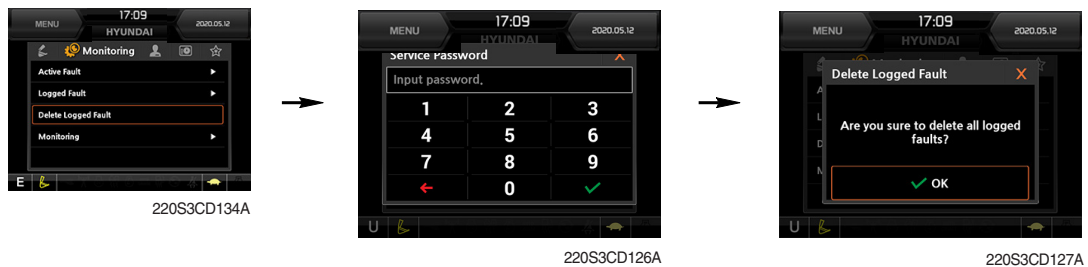 MENU
17:09
2020.05.12
HYUNDAI
Monitoring
Active Fault
Logged Fault
Delete Logged Fault
Monitoring
E
220S3CD134A
MENU
17:09
2020.05.12
HYUNDAI
Service Password
X
Input password.
1 2 3
4 5 6
7 8 9
0
U
220S3CD126A
MENU
17:09
2020.05.12
HYUNDAI
Delete Logged Fault X
Are you sure to delete all logged
faults?
OK
U
220S3CD127A